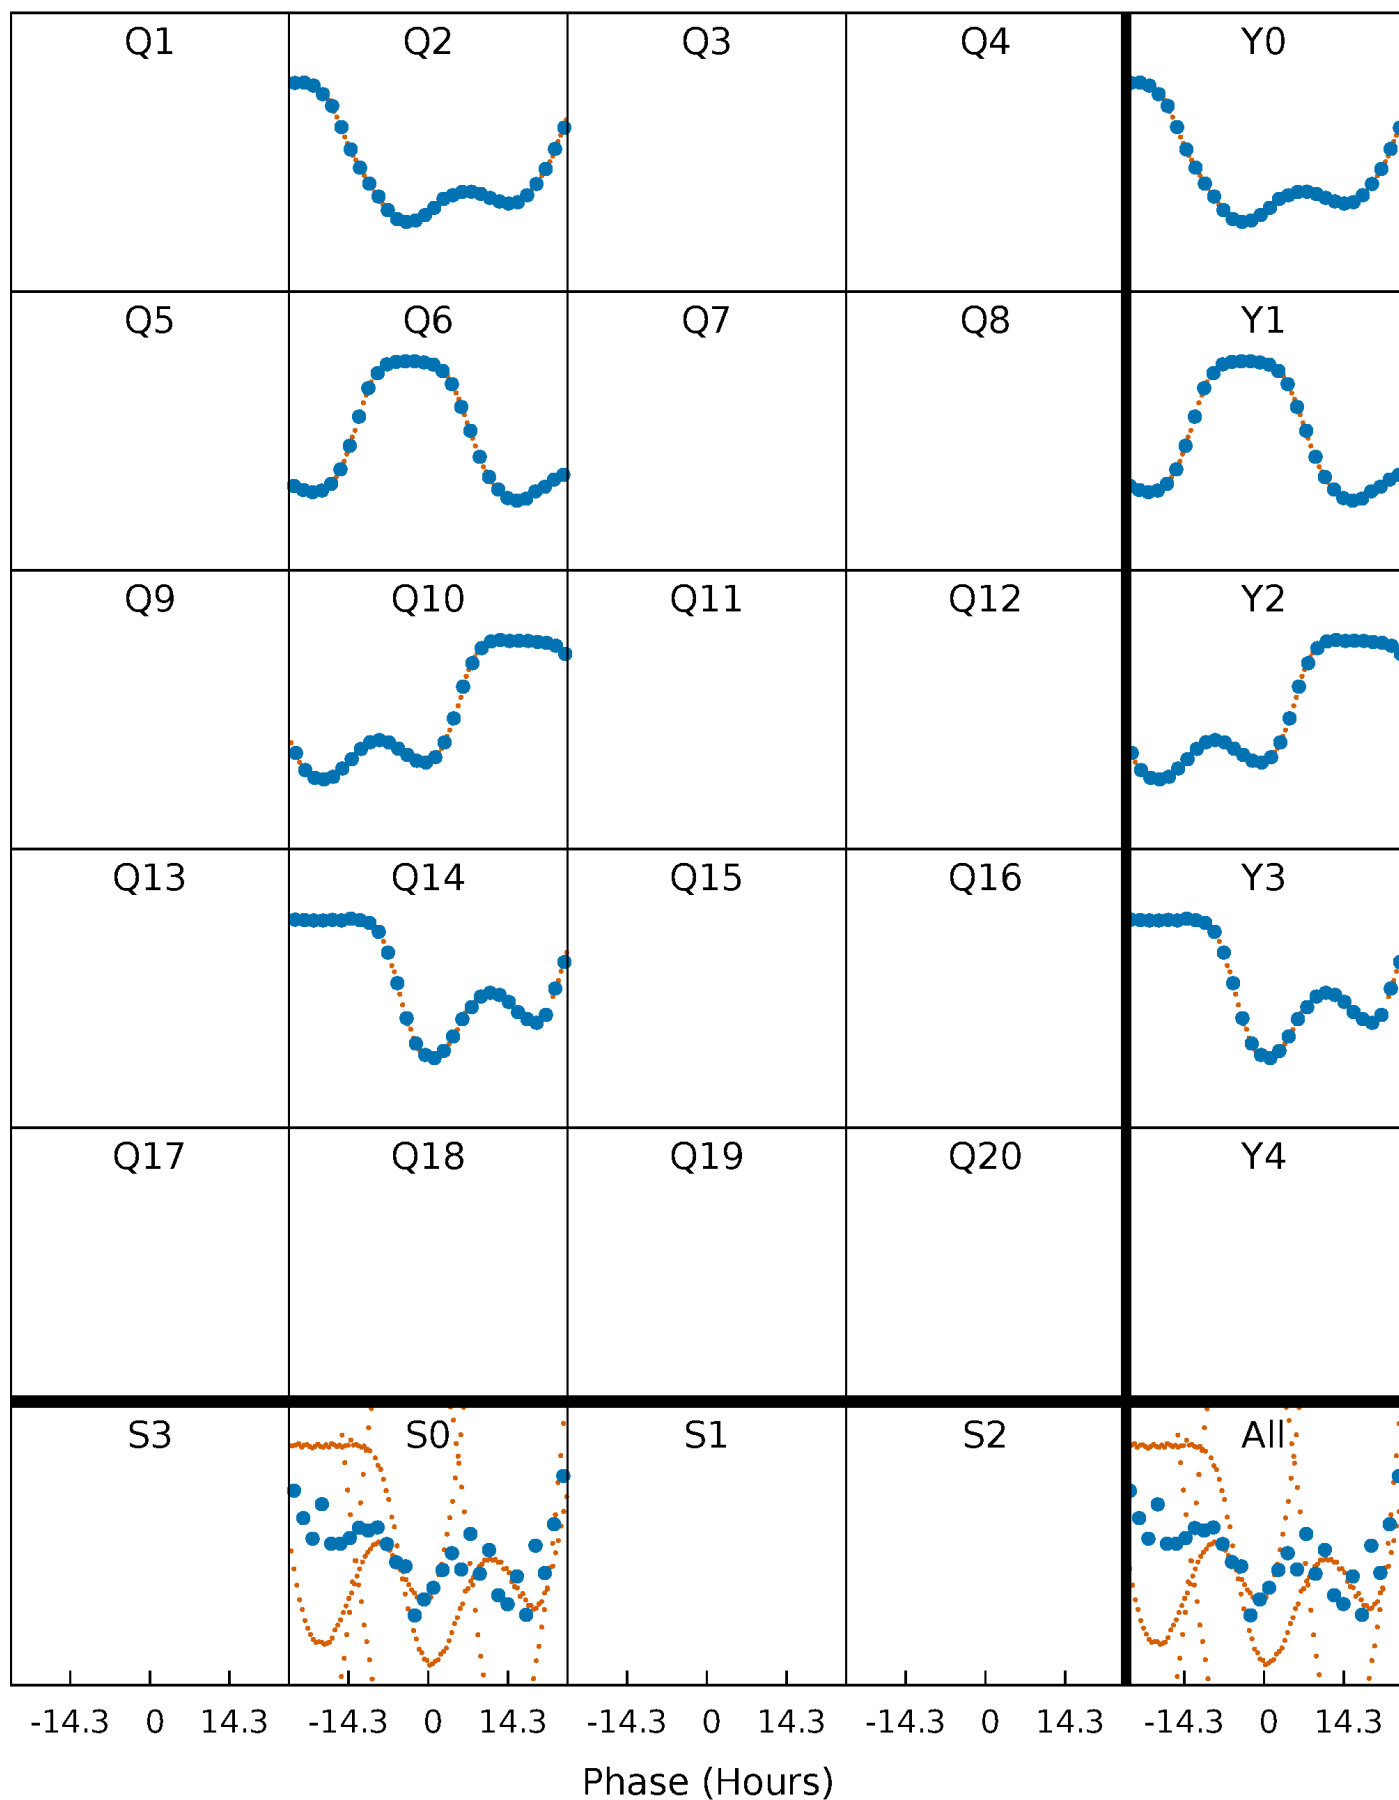 Q1 Q2 Q3 Q4 Y0
Q5 Q6 Q7 Q8 Y1
Q9 Q10 Q11 Q12 Y2
Q13 Q14 Q15 Q16 Y3
Q17 Q18 Q19 Q20 Y4
S3 S0 S1 S2 All
-14.3 0 14.3 -14.3 0 14.3 -14.3 0 14.3 -14.3 0 14.3 -14.3 0 14.3
Phase (Hours)